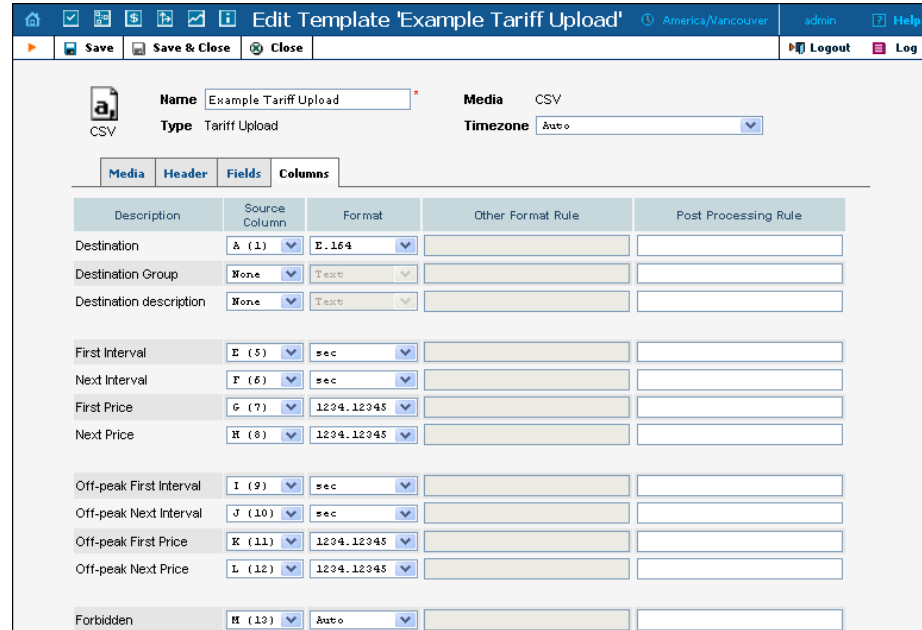 Edit Template 'Example Tariff Upload' America/Vancouver admin Help
Save Save & Close Close Logout Log
Name Example Tariff Upload * Media CSV
a,
CSV
Type Tariff Upload Timezone Auto
Media Header Fields Columns
Description Source Column Format Other Format Rule Post Processing Rule
Destination A (1) E.164
Destination Group None Text
Destination description None Text
First Interval E (5) sec
Next Interval F (6) sec
First Price G (7) 1234.12345
Next Price H (8) 1234.12345
Off-peak First Interval I (9) sec
Off-peak Next Interval J (10) sec
Off-peak First Price K (11) 1234.12345
Off-peak Next Price L (12) 1234.12345
Forbidden M (13) Auto